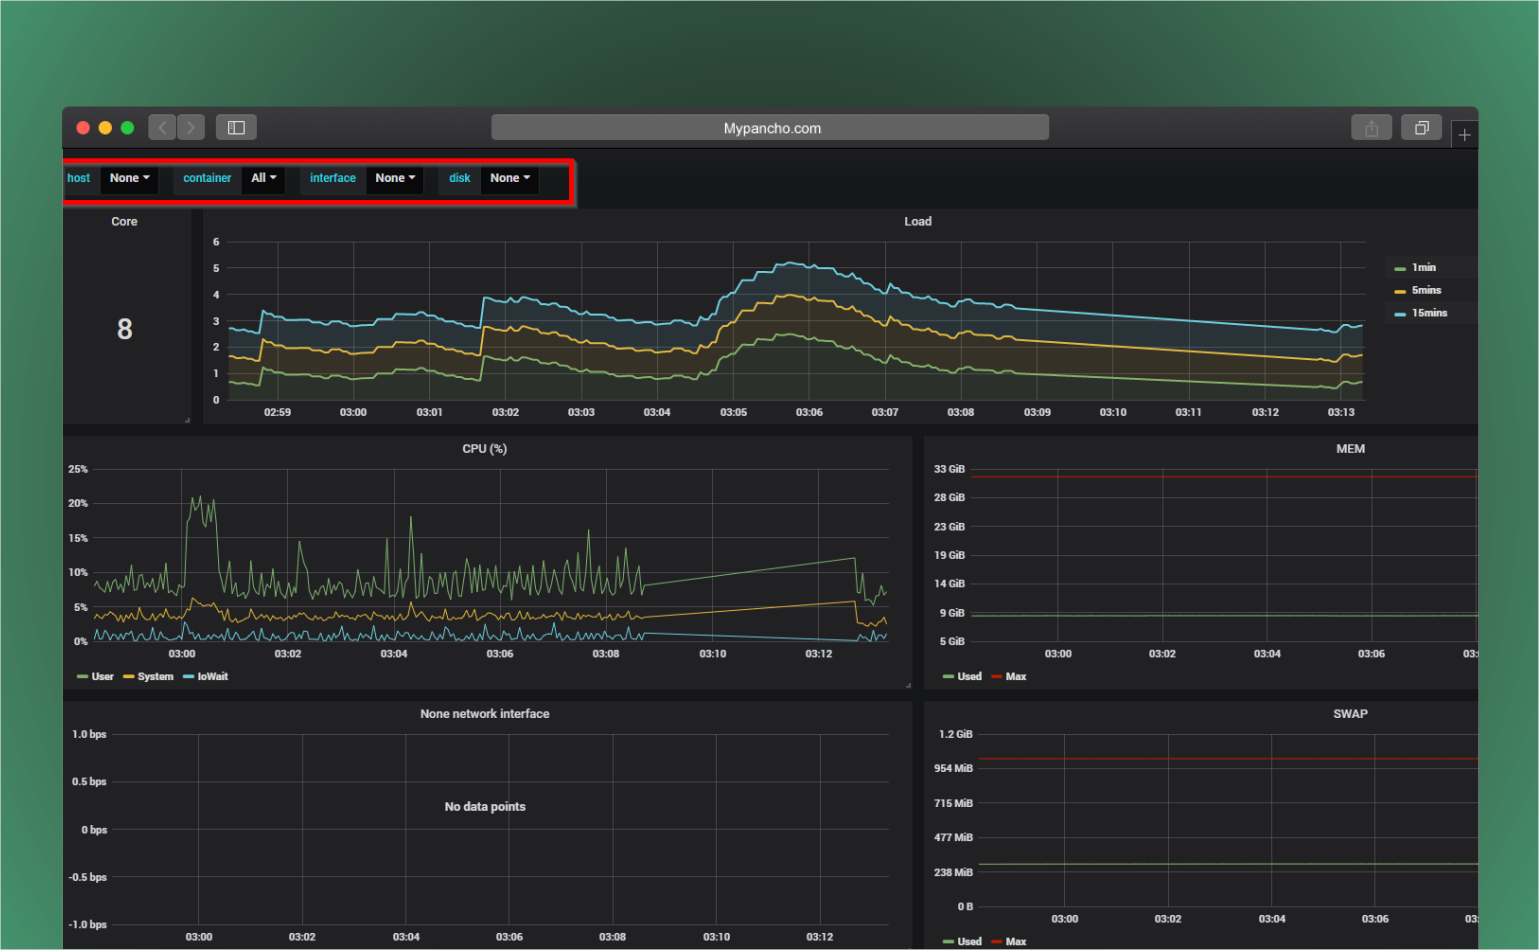 Mypancho.com
host None container All interface None disk None
Core
8
Load
6
5
4
3
2
1
0
02:59 03:00 03:01 03:02 03:03 03:04 03:05 03:06 03:07 03:08 03:09 03:10 03:11 03:12 03:13
1min
5mins
15mins
CPU (%)
25%
20%
15%
10%
5%
0%
03:00 03:02 03:04 03:06 03:08 03:10 03:12
User System IoWait
MEM
33 GiB
28 GiB
23 GiB
19 GiB
14 GiB
9 GiB
5 GiB
03:00 03:02 03:04 03:06 03:
Used Max
None network interface
1.0 bps
0.5 bps
0 bps
-0.5 bps
-1.0 bps
No data points
03:00 03:02 03:04 03:06 03:08 03:10 03:12
SWAP
1.2 GiB
954 MiB
715 MiB
477 MiB
238 MiB
0 B
03:00 03:02 03:04 03:06 03:
Used Max